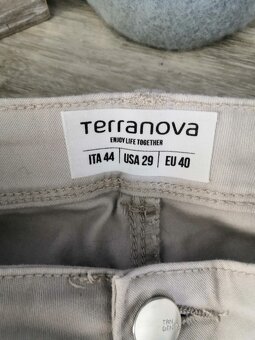 Terranova
ENJOY LIFE TOGETHER
ITA 44 | USA 29 | EU 40